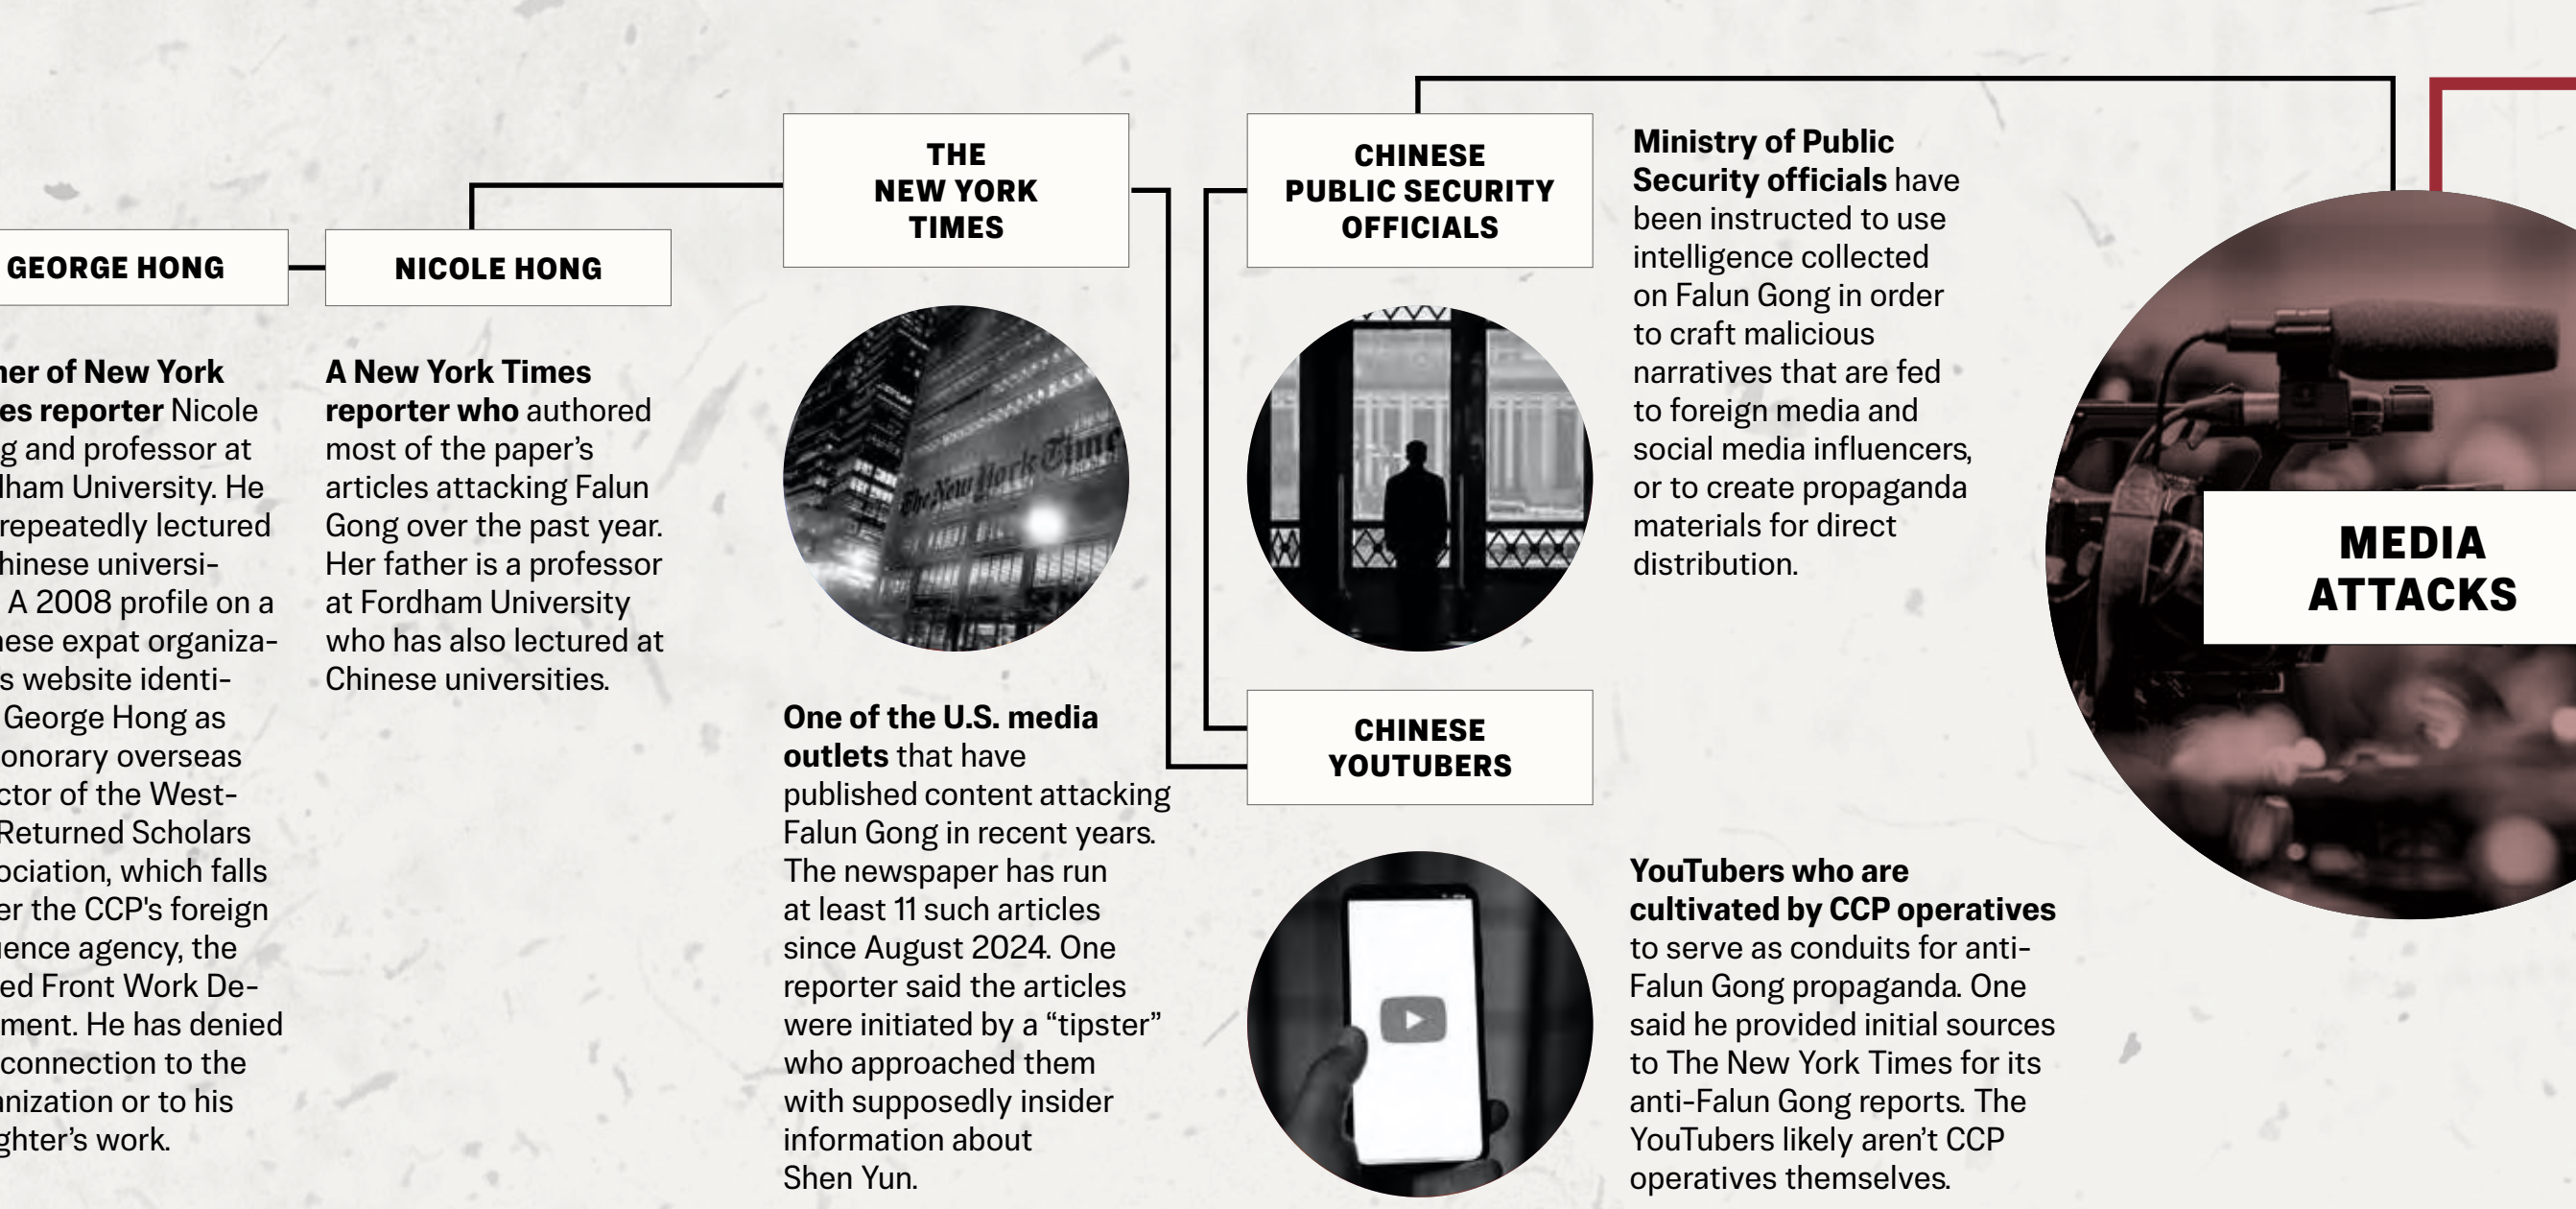 GEORGE HONG
ner of New York
es reporter Nicole
g and professor at
lham University. He
repeatedly lectured
hinese universi-
A 2008 profile on a
nese expat organiza-
s website identi-
George Hong as
onorary overseas
ctor of the West-
Returned Scholars
ociation, which falls
er the CCP's foreign
uence agency, the
ed Front Work De-
ment. He has denied
connection to the
anization or to his
ghter’s work.
NICOLE HONG
A New York Times
reporter who authored
most of the paper’s
articles attacking Falun
Gong over the past year.
Her father is a professor
at Fordham University
who has also lectured at
Chinese universities.
THE
NEW YORK
TIMES
The New York Times
One of the U.S. media
outlets that have
published content attacking
Falun Gong in recent years.
The newspaper has run
at least 11 such articles
since August 2024. One
reporter said the articles
were initiated by a “tipster”
who approached them
with supposedly insider
information about
Shen Yun.
CHINESE
PUBLIC SECURITY
OFFICIALS
Ministry of Public
Security officials have
been instructed to use
intelligence collected
on Falun Gong in order
to craft malicious
narratives that are fed
to foreign media and
social media influencers,
or to create propaganda
materials for direct
distribution.
CHINESE
YOUTUBERS
YouTubers who are
cultivated by CCP operatives
to serve as conduits for anti-
Falun Gong propaganda. One
said he provided initial sources
to The New York Times for its
anti-Falun Gong reports. The
YouTubers likely aren’t CCP
operatives themselves.
MEDIA
ATTACKS